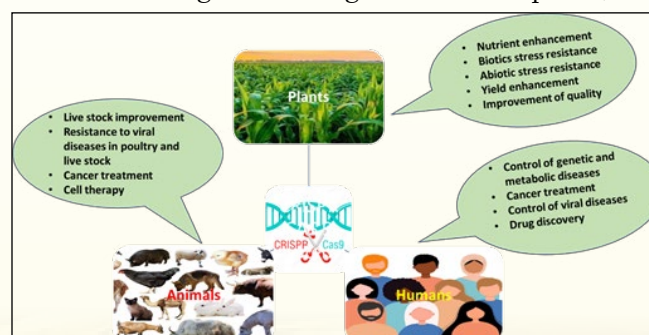 • Nutrient enhancement
• Biotics stress resistance
• Abiotic stress resistance
• Yield enhancement
• Improvement of quality
Plants
• Live stock improvement
• Resistance to viral
diseases in poultry and
live stock
• Cancer treatment
• Cell therapy
• Control of genetic and
metabolic diseases
• Cancer treatment
• Control of viral diseases
• Drug discovery
CRISPP Cas9
Animals
Humans